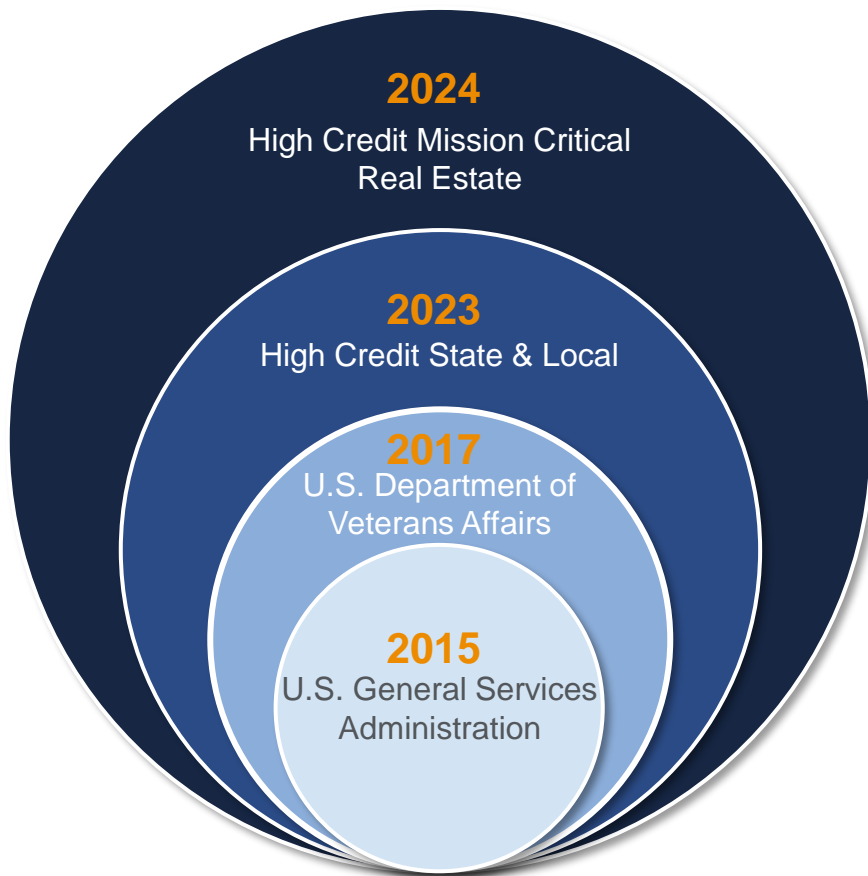 2024
High Credit Mission Critical
Real Estate
2023
High Credit State & Local
2017
U.S. Department of
Veterans Affairs
2015
U.S. General Services
Administration